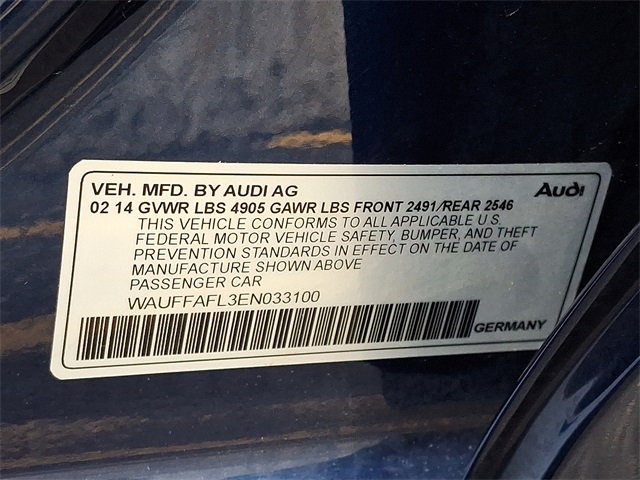 VEH. MFD. BY AUDI AG Audi
02 14 GVWR LBS 4905 GAWR LBS FRONT 2491/REAR 2546
THIS VEHICLE CONFORMS TO ALL APPLICABLE U.S.
FEDERAL MOTOR VEHICLE SAFETY, BUMPER, AND THEFT
PREVENTION STANDARDS IN EFFECT ON THE DATE OF
MANUFACTURE SHOWN ABOVE
PASSENGER CAR
WAUFFAFL3EN033100
GERMANY